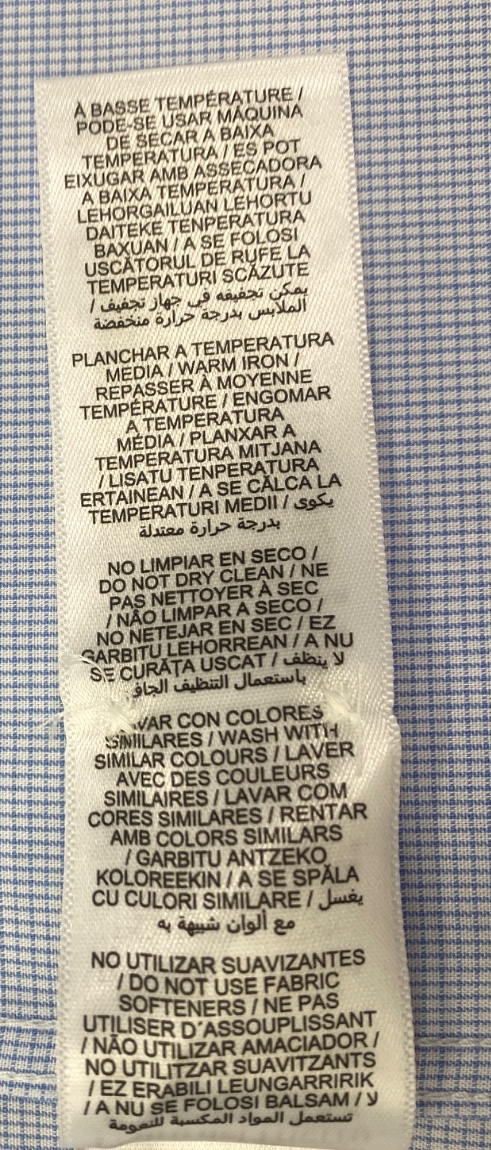 À BASSE TEMPÉRATURE /
PODE-SE USAR MÁQUINA
DE SECAR A BAIXA
TEMPERATURA / ES POT
EIXUGAR AMB ASSECADORA
A BAIXA TEMPERATURA /
LEHORGAILUAN LEHORTU
DAITEKE TENPERATURA
BAXUAN / A SE FOLOSI
USCĂTORUL DE RUFE LA
TEMPERATURI SCĂZUTE
/ يمكن تجفيفه في جهاز تجفيف
الملابس بدرجة حرارة منخفضة
PLANCHAR A TEMPERATURA
MEDIA / WARM IRON /
REPASSER À MOYENNE
TEMPÉRATURE / ENGOMAR
A TEMPERATURA
MÉDIA / PLANXAR A
TEMPERATURA MITJANA
/ LISATU TENPERATURA
ERTAINEAN / A SE CĂLCA LA
TEMPERATURI MEDII / يكوى
بدرجة حرارة معتدلة
NO LIMPIAR EN SECO /
DO NOT DRY CLEAN / NE
PAS NETTOYER À SEC
/ NÃO LIMPAR A SECO /
NO NETEJAR EN SEC / EZ
GARBITU LEHORREAN / A NU
SE CURĂȚA USCAT / لا ينظف
باستعمال التنظيف الجاف
LAVAR CON COLORES
SIMILARES / WASH WITH
SIMILAR COLOURS / LAVER
AVEC DES COULEURS
SIMILAIRES / LAVAR COM
CORES SIMILARES / RENTAR
AMB COLORS SIMILARS
/ GARBITU ANTZEKO
KOLOREEKIN / A SE SPĂLA
CU CULORI SIMILARE / يغسل
مع ألوان شبيهة به
NO UTILIZAR SUAVIZANTES
/ DO NOT USE FABRIC
SOFTENERS / NE PAS
UTILISER D'ASSOUPLISSANT
/ NÃO UTILIZAR AMACIADOR /
NO UTILITZAR SUAVITZANTS
/ EZ ERABILI LEUNGARRIRIK
/ A NU SE FOLOSI BALSAM / لا
تستعمل المواد المكسبة للنعومة